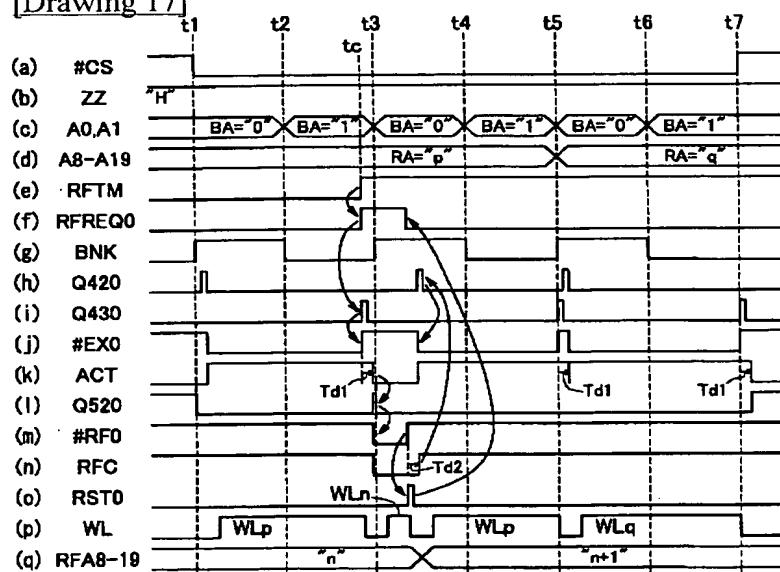 [Drawing 17]
t1 t2 tc t3 t4 t5 t6 t7
(a) #CS
(b) ZZ "H"
(c) A0,A1 BA="0" BA="1" BA="0" BA="1" BA="0" BA="1"
(d) A8-A19 RA="p" RA="q"
(e) RFTM
(f) RFREQ0
(g) BNK
(h) Q420
(i) Q430
(j) #EX0
(k) ACT Td1 Td1 Td1
(l) Q520
(m) #RF0
(n) RFC Td2
(o) RST0 WLn
(p) WL WLp WLp WLq
(q) RFA8-19 "n" "n+1"